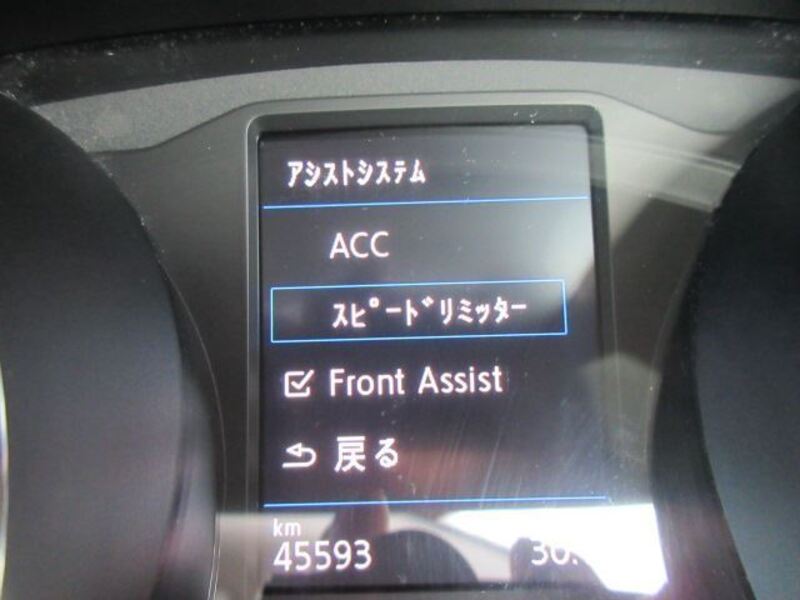 ｱｼｽﾄｼｽﾃﾑ
ACC
ｽﾋﾟｰﾄﾞﾘﾐｯﾀｰ
Front Assist
戻る
km
45593